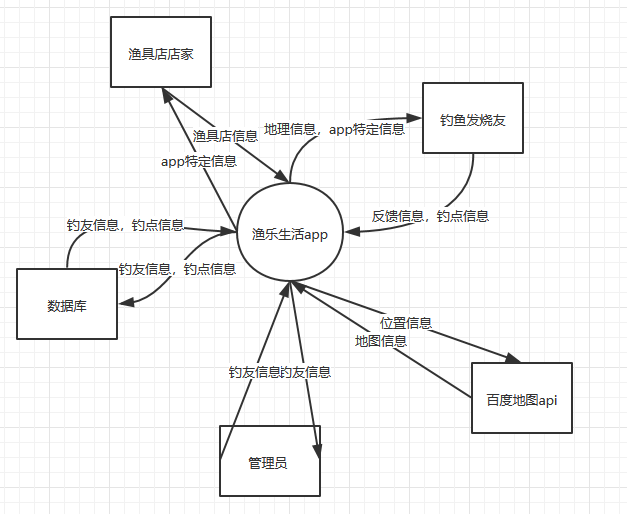 渔具店店家
钓鱼发烧友
地理信息，app特定信息
渔具店信息
app特定信息
反馈信息，钓点信息
钓友信息，钓点信息
渔乐生活app
钓友信息，钓点信息
数据库
位置信息
地图信息
钓友信息
钓友信息
百度地图api
管理员